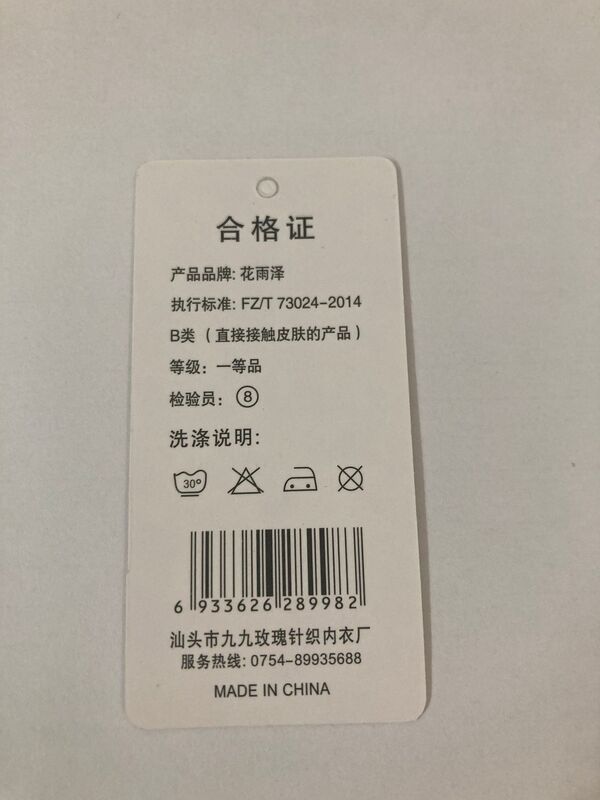 合格证
产品品牌: 花雨泽
执行标准: FZ/T 73024-2014
B类 （直接接触皮肤的产品）
等级: 一等品
检验员: ⑧
洗涤说明:
30°
6 933626 289982
汕头市九九玫瑰针织内衣厂
服务热线: 0754-89935688
MADE IN CHINA